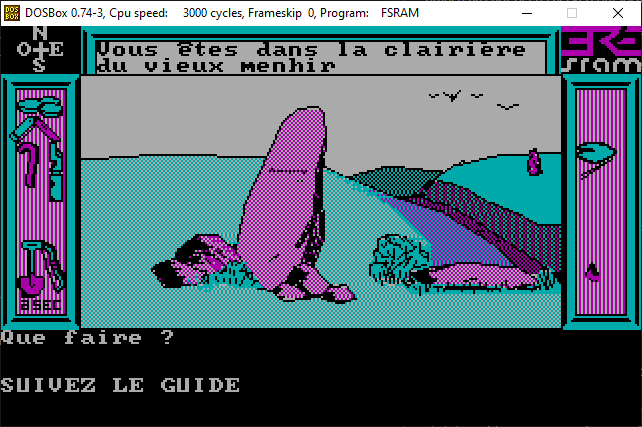 DOSBox 0.74-3, Cpu speed: 3000 cycles, Frameskip 0, Program: FSRAM
N
O E
S
Vous êtes dans la clairière
du vieux menhir
ERE
sram
Que faire ?
SUIVEZ LE GUIDE